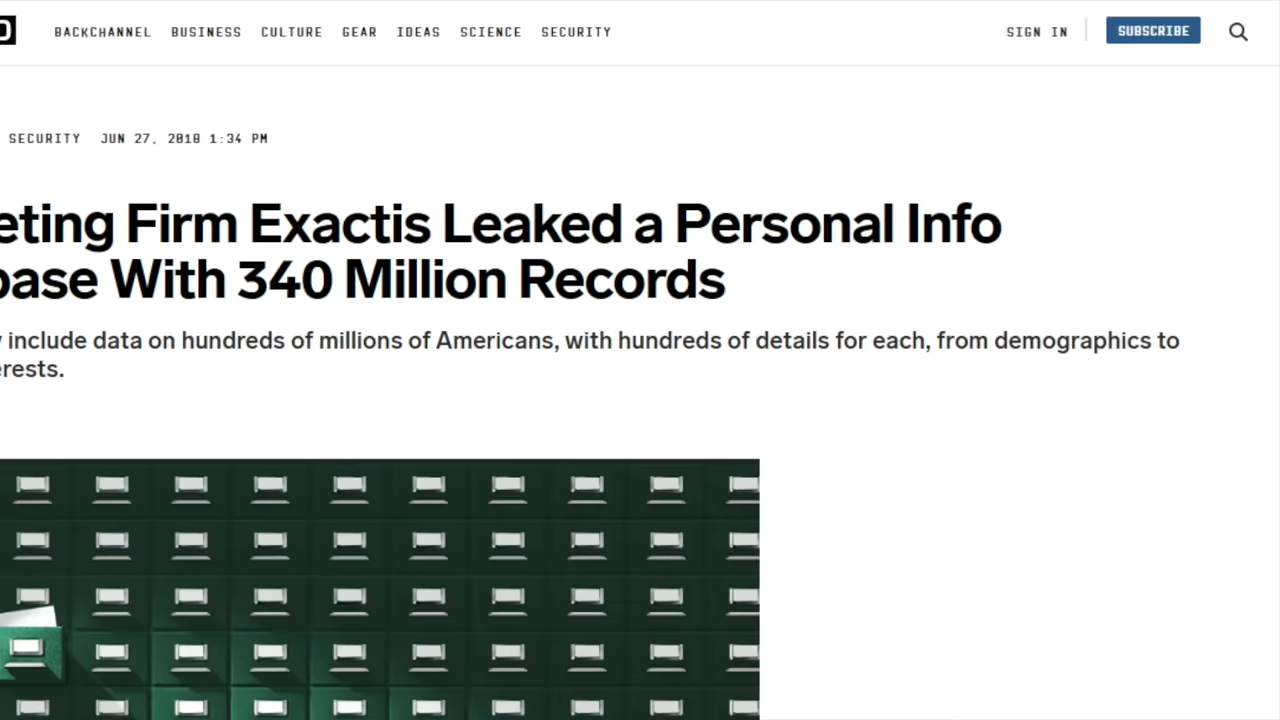 BACKCHANNEL BUSINESS CULTURE GEAR IDEAS SCIENCE SECURITY SIGN IN SUBSCRIBE
SECURITY JUN 27, 2018 1:34 PM
eting Firm Exactis Leaked a Personal Info
base With 340 Million Records
include data on hundreds of millions of Americans, with hundreds of details for each, from demographics to
erests.